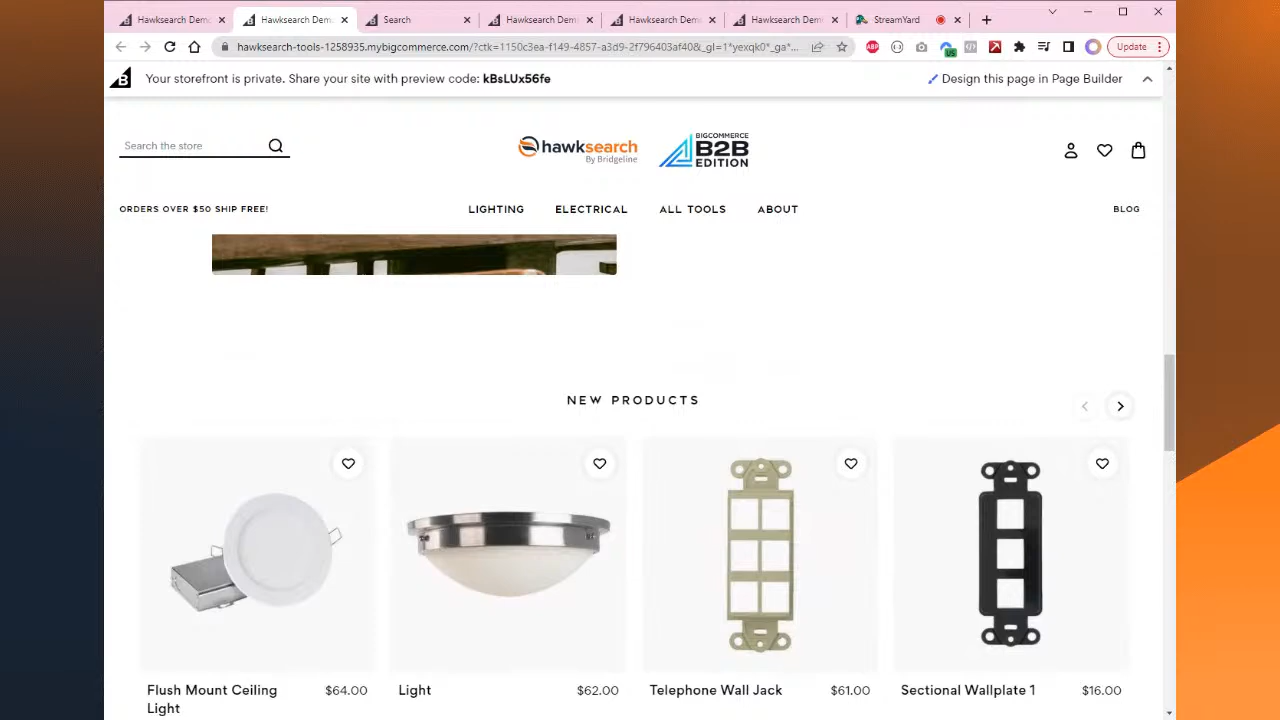 Hawksearch Dem
Hawksearch Dem
Search
Hawksearch Dem
Hawksearch Dem
Hawksearch Dem
StreamYard
hawksearch-tools-1258935.mybigcommerce.com/?ctk=1150c3ea-f149-4857-a3d9-2f796403af40&_gl=1*yexqk0*_ga*...
ABP
US
Update
B
Your storefront is private. Share your site with preview code: kBsLUx56fe
Design this page in Page Builder
Search the store
hawksearch
By Bridgeline
BIGCOMMERCE
B2B
EDITION
ORDERS OVER $50 SHIP FREE!
LIGHTING
ELECTRICAL
ALL TOOLS
ABOUT
BLOG
NEW PRODUCTS
Flush Mount Ceiling
Light
$64.00
Light
$62.00
Telephone Wall Jack
$61.00
Sectional Wallplate 1
$16.00